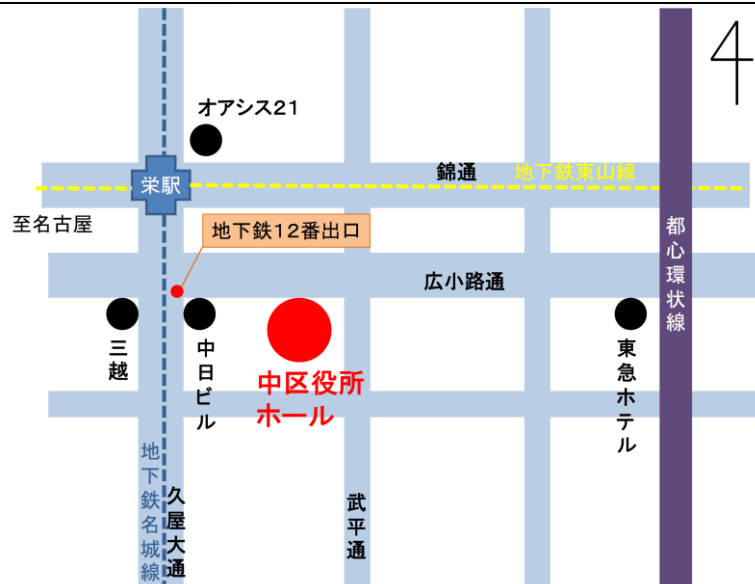 オアシス21
栄駅
錦通
地下鉄東山線
至名古屋
地下鉄12番出口
都心環状線
広小路通
三越
中日ビル
中区役所
ホール
東急ホテル
地下鉄名城線
久屋大通
武平通